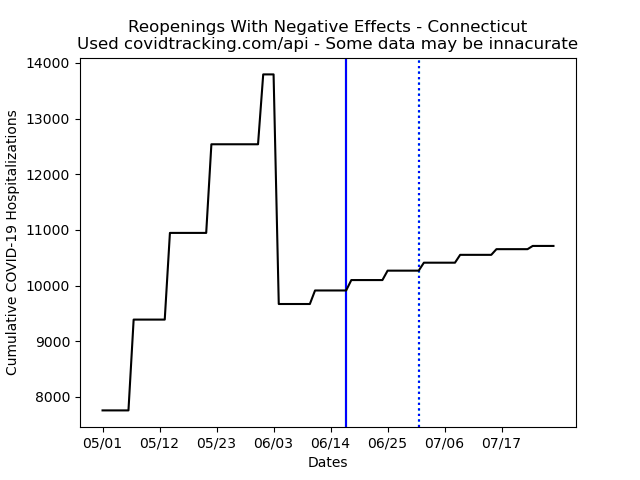 Reopenings With Negative Effects - Connecticut
Used covidtracking.com/api - Some data may be innacurate
14000
13000
12000
11000
10000
9000
8000
Cumulative COVID-19 Hospitalizations
05/01 05/12 05/23 06/03 06/14 06/25 07/06 07/17
Dates